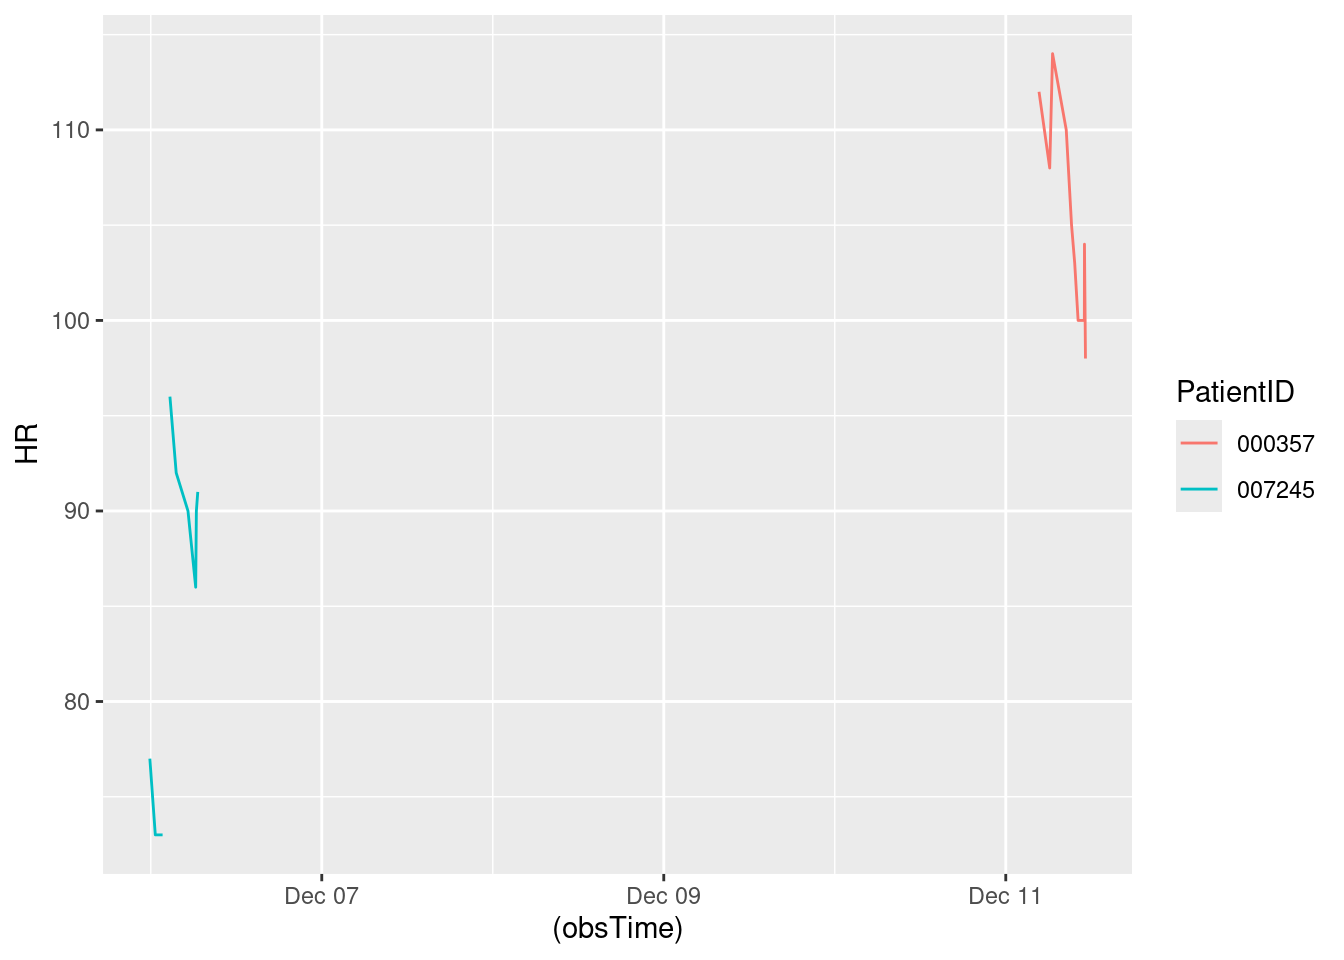 110
100
90
80
HR
Dec 07
Dec 09
Dec 11
(obsTime)
PatientID
000357
007245